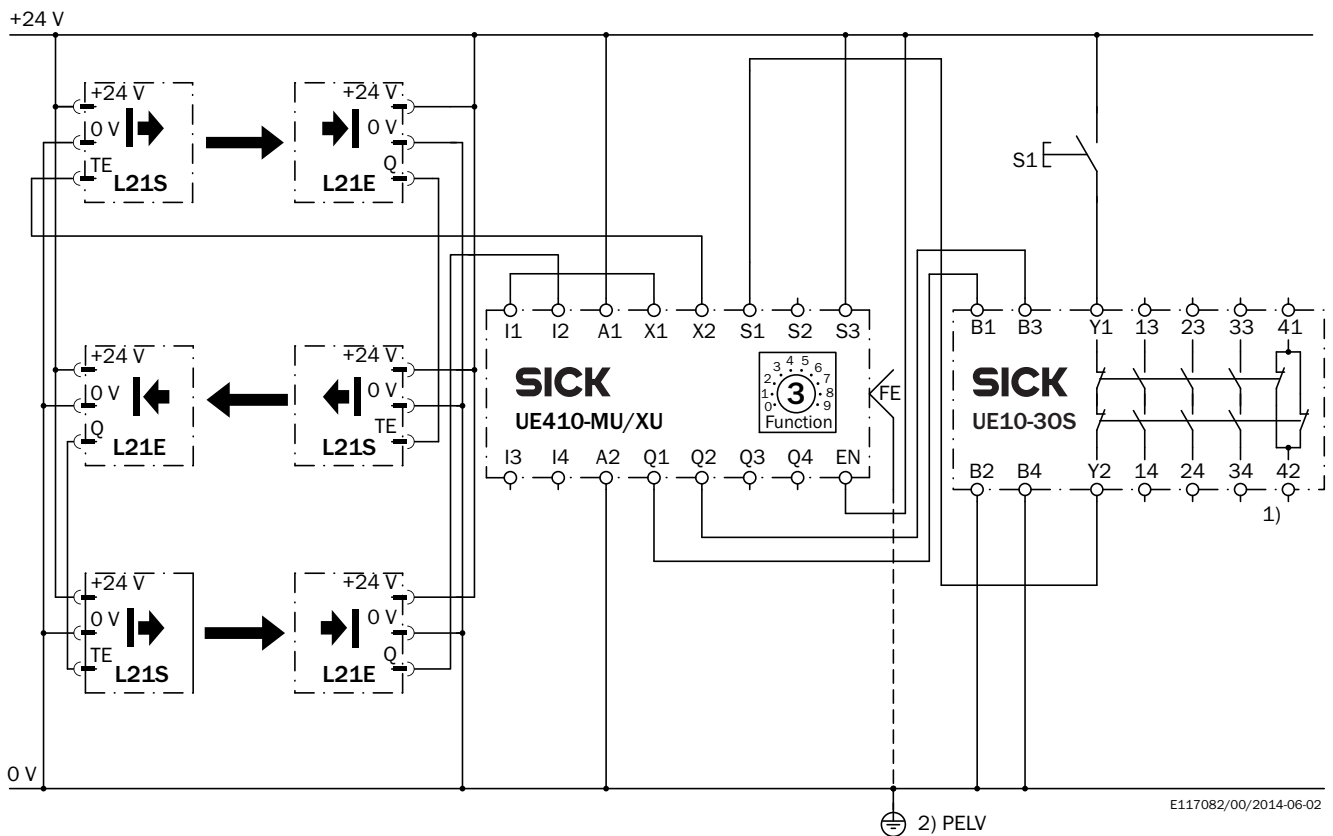 +24 V
+24 V
0 V
TE
L21S
+24 V
0 V
Q
L21E
S1
I1 I2 A1 X1 X2 S1 S2 S3
SICK
UE410-MU/XU
0 1 2 3 4 5 6 7 8 9
3
Function
FE
I3 I4 A2 Q1 Q2 Q3 Q4 EN
B1 B3 Y1 13 23 33 41
SICK
UE10-3OS
B2 B4 Y2 14 24 34 42
1)
+24 V
0 V
Q
L21E
+24 V
0 V
TE
L21S
+24 V
0 V
TE
L21S
+24 V
0 V
Q
L21E
0 V
E117082/00/2014-06-02
2) PELV